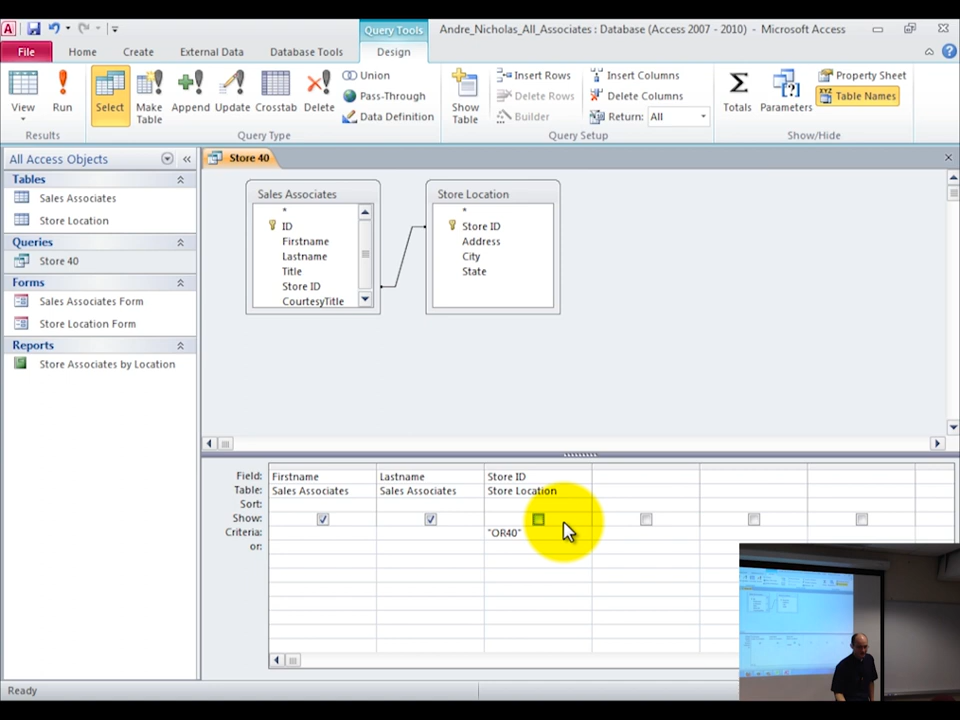 Query Tools
Andre_Nicholas_All_Associates : Database (Access 2007 - 2010) - Microsoft Access
File Home Create External Data Database Tools Design
View Run Select Make Table Append Update Crosstab Delete
Union
Pass-Through
Data Definition
Show Table
Insert Rows
Delete Rows
Builder
Insert Columns
Delete Columns
Return: All
Totals Parameters
Property Sheet
XYZ Table Names
Results Query Type Query Setup Show/Hide
All Access Objects
Tables
Sales Associates
Store Location
Queries
Store 40
Forms
Sales Associates Form
Store Location Form
Reports
Store Associates by Location
Store 40
Sales Associates
*
ID
Firstname
Lastname
Title
Store ID
CourtesyTitle
Store Location
*
Store ID
Address
City
State
Field: Firstname Lastname Store ID
Table: Sales Associates Sales Associates Store Location
Sort:
Show:
Criteria: "OR40"
or:
Ready